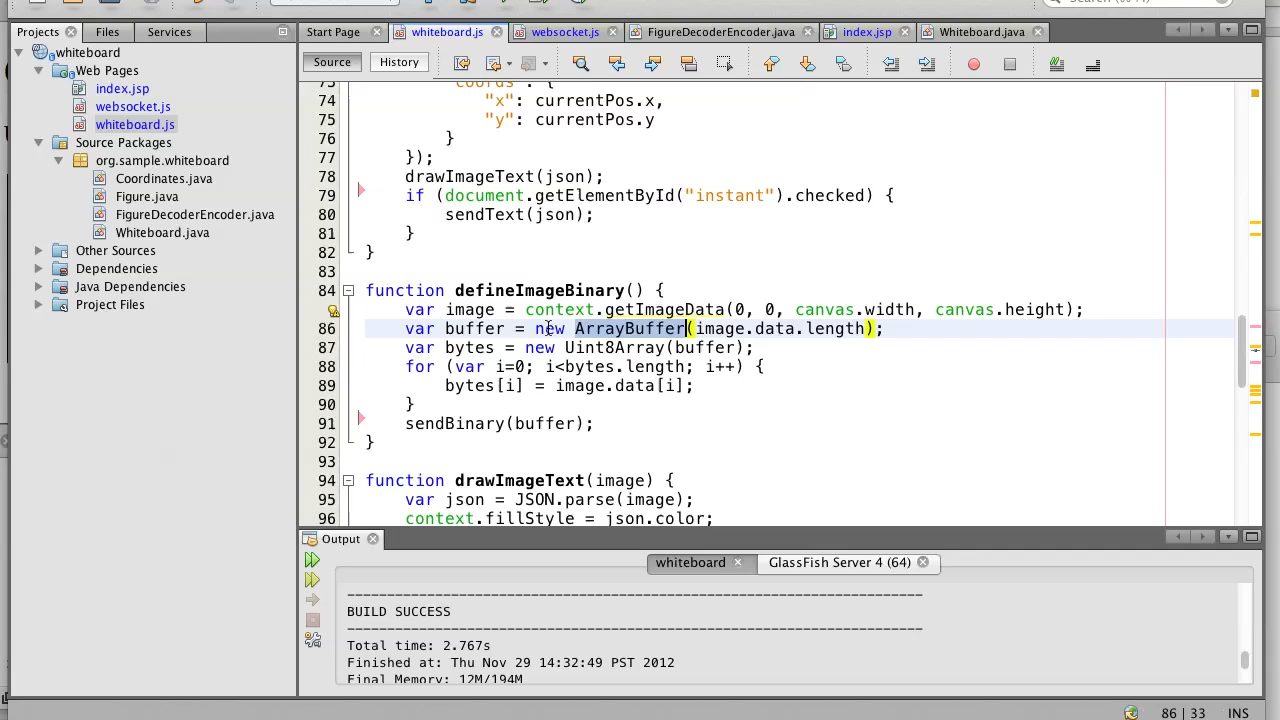 Projects
Files
Services
Start Page
whiteboard.js
websocket.js
FigureDecoderEncoder.java
index.jsp
Whiteboard.java
Source
History
whiteboard
Web Pages
index.jsp
websocket.js
whiteboard.js
Source Packages
org.sample.whiteboard
Coordinates.java
Figure.java
FigureDecoderEncoder.java
Whiteboard.java
Other Sources
Dependencies
Java Dependencies
Project Files
73 "coords": {
74 "x": currentPos.x,
75 "y": currentPos.y
76 }
77 });
78 drawImageText(json);
79 if (document.getElementById("instant").checked) {
80 sendText(json);
81 }
82 }
83
84 function defineImageBinary() {
var image = context.getImageData(0, 0, canvas.width, canvas.height);
86 var buffer = new ArrayBuffer(image.data.length);
87 var bytes = new Uint8Array(buffer);
88 for (var i=0; i<bytes.length; i++) {
89 bytes[i] = image.data[i];
90 }
91 sendBinary(buffer);
92 }
93
94 function drawImageText(image) {
95 var json = JSON.parse(image);
96 context.fillStyle = json.color;
Output
whiteboard
GlassFish Server 4 (64)
------------------------------------------------------------------------
BUILD SUCCESS
------------------------------------------------------------------------
Total time: 2.767s
Finished at: Thu Nov 29 14:32:49 PST 2012
Final Memory: 12M/194M
86 | 33 INS